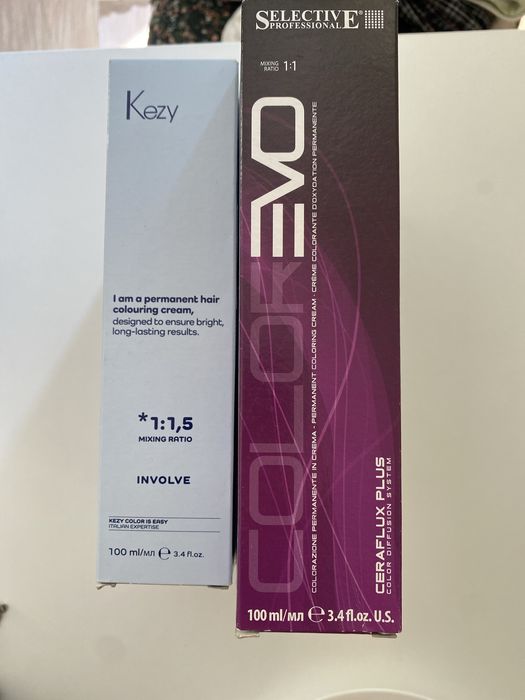 Kezy
I am a permanent hair
colouring cream,
designed to ensure bright,
long-lasting results.
*1:1,5
MIXING RATIO
INVOLVE
KEZY COLOR IS EASY
ITALIAN EXPERTISE
100 ml/мл ℮ 3.4 fl.oz.
SELECTIVE
PROFESSIONAL
MIXING
RATIO 1:1
COLOREVO
COLORAZIONE PERMANENTE IN CREMA - PERMANENT COLORING CREAM - CRÈME COLORANTE D'OXYDATION PERMANENTE
CERAFLUX PLUS
COLOR DIFFUSION SYSTEM
100 ml/мл ℮ 3.4 fl.oz. U.S.